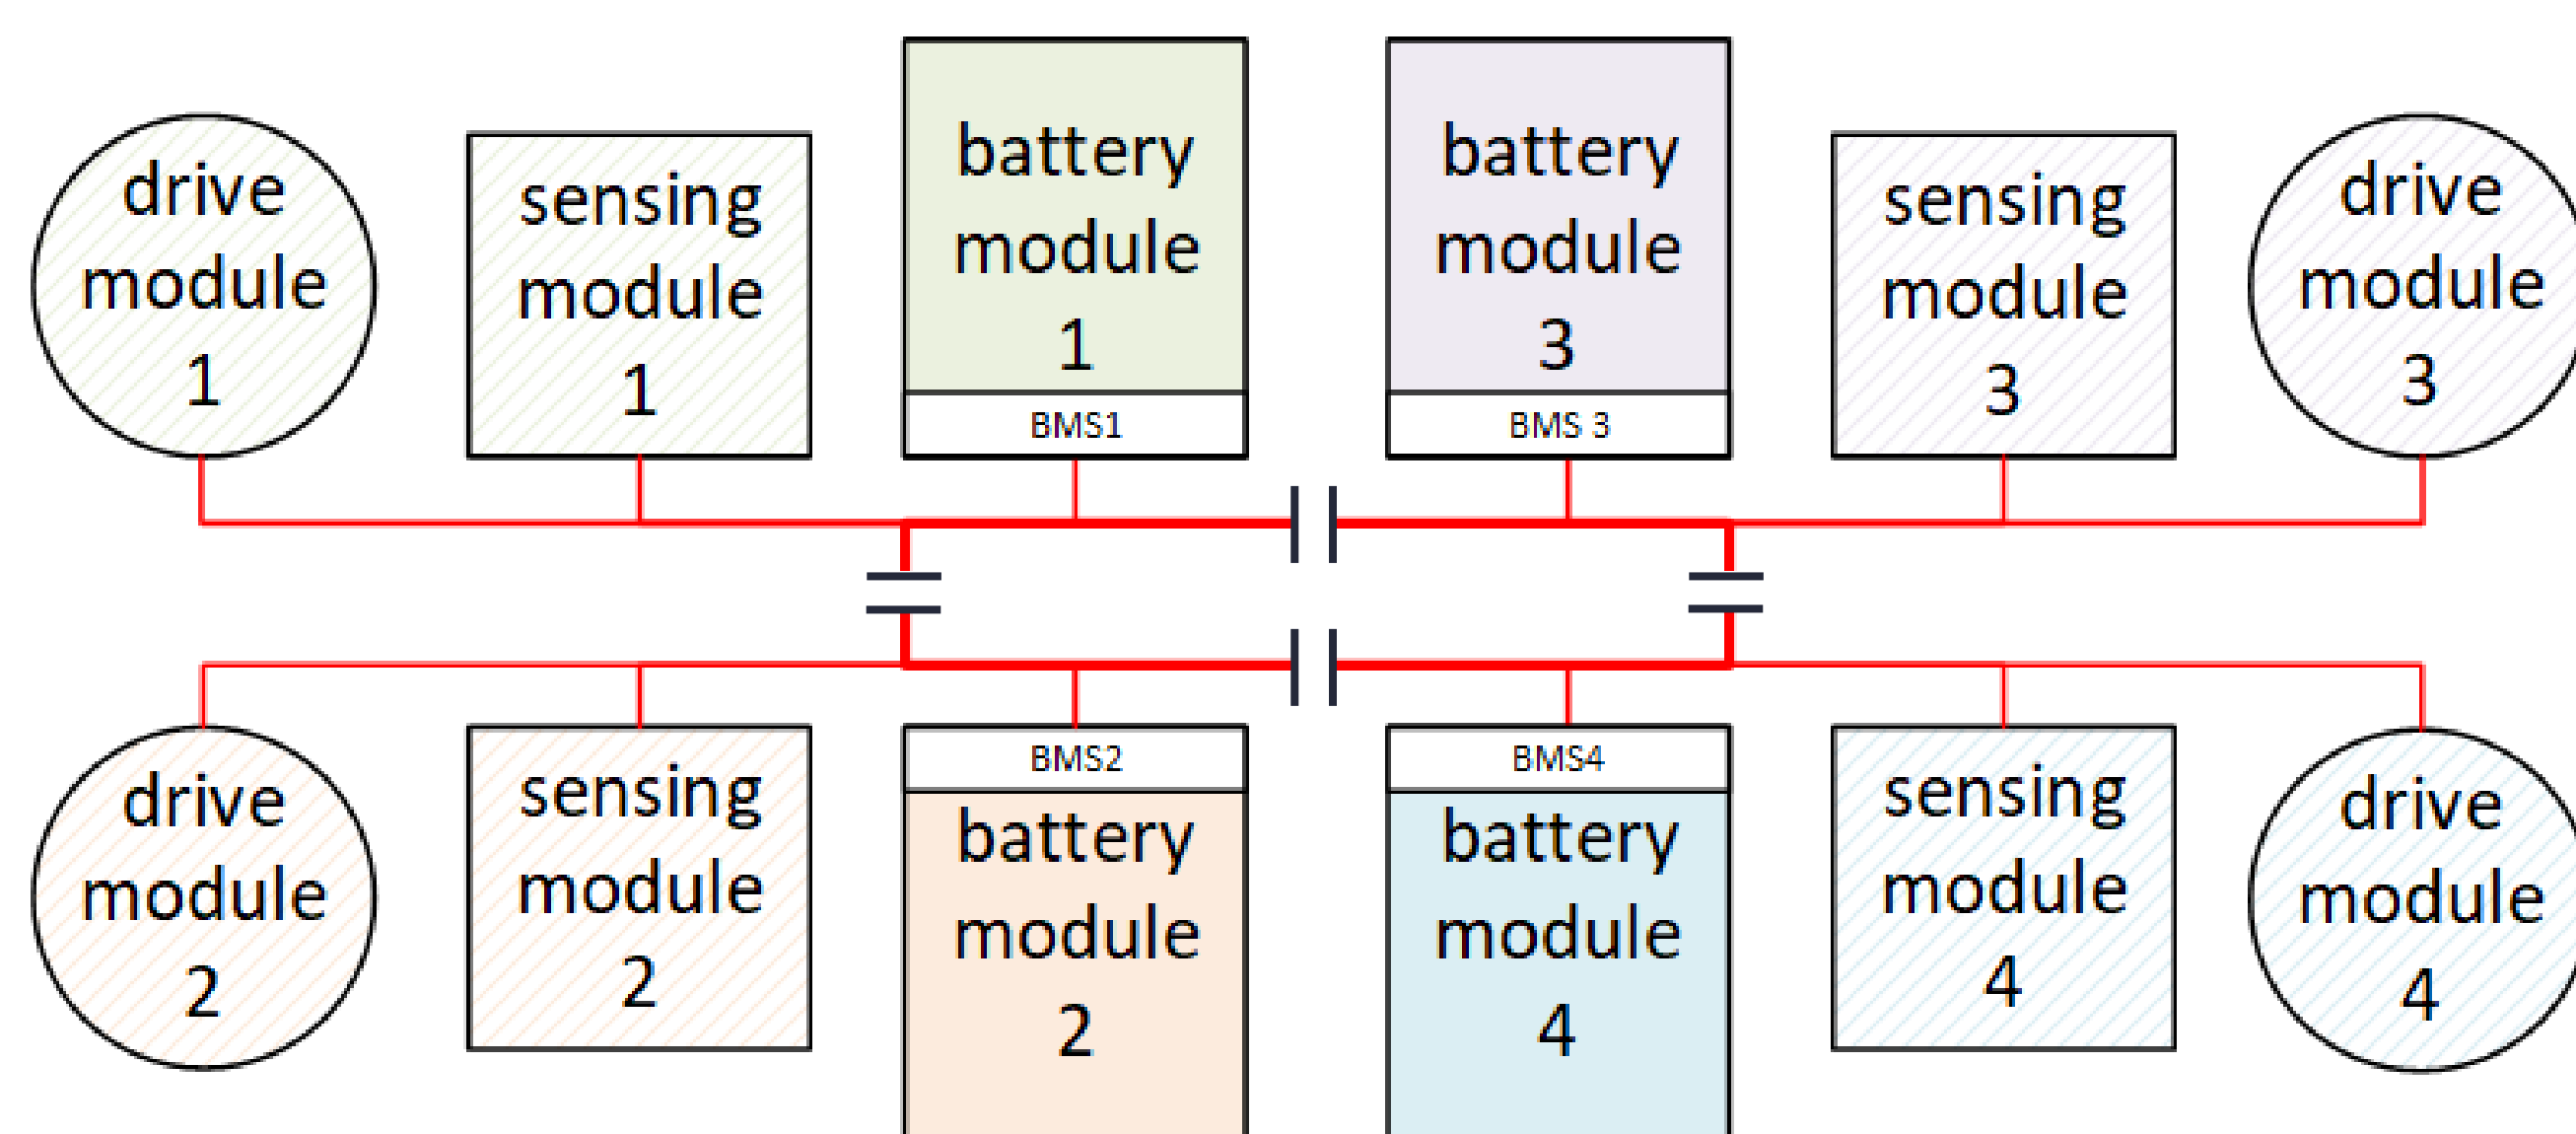 drive
module
1
sensing
module
1
battery
module
1
BMS1
battery
module
3
BMS 3
sensing
module
3
drive
module
3
drive
module
2
sensing
module
2
BMS2
battery
module
2
BMS4
battery
module
4
sensing
module
4
drive
module
4